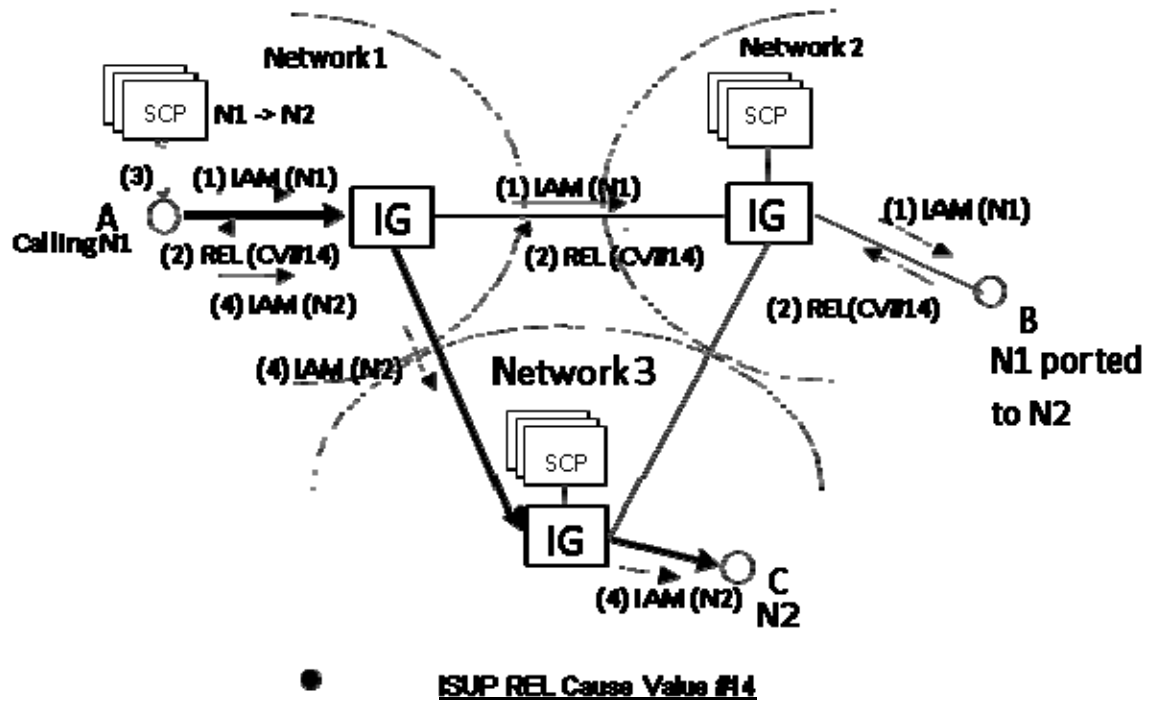 Network 1
Network 2
SCP
N1 -> N2
SCP
(3)
(1) IAM (N1)
A
Calling N1
IG
(1) IAM (N1)
IG
(1) IAM (N1)
(2) REL (CV#14)
(2) REL (CV#14)
(4) IAM (N2)
(2) REL(CV#14)
B
N1 ported
to N2
(4) IAM (N2)
Network 3
SCP
IG
(4) IAM (N2)
C
N2
ISUP REL Cause Value #14